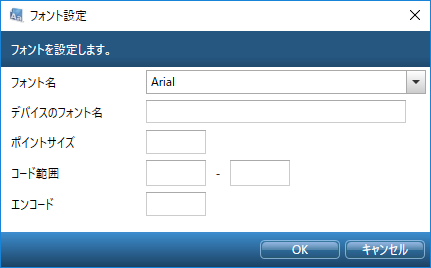 フォント設定
フォントを設定します。
フォント名 Arial
デバイスのフォント名
ポイントサイズ
コード範囲 -
エンコード
OK キャンセル